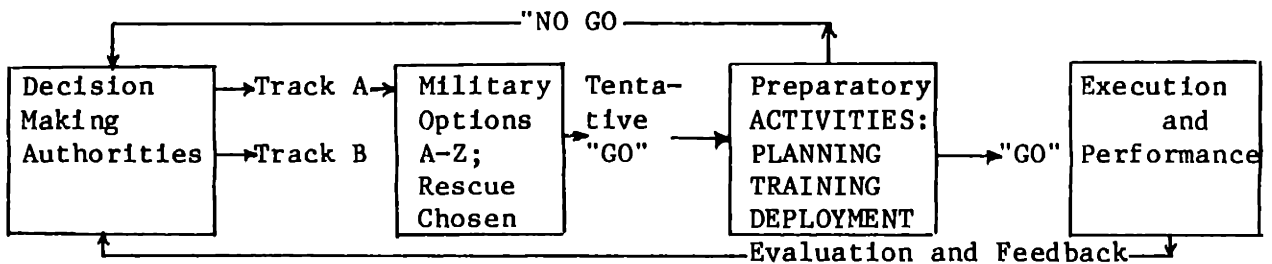 "NO GO
Decision
Making
Authorities
Track A
Track B
Military
Options
A-Z;
Rescue
Chosen
Tenta-
tive
"GO"
Preparatory
ACTIVITIES:
PLANNING
TRAINING
DEPLOYMENT
"GO"
Execution
and
Performance
Evaluation and Feedback